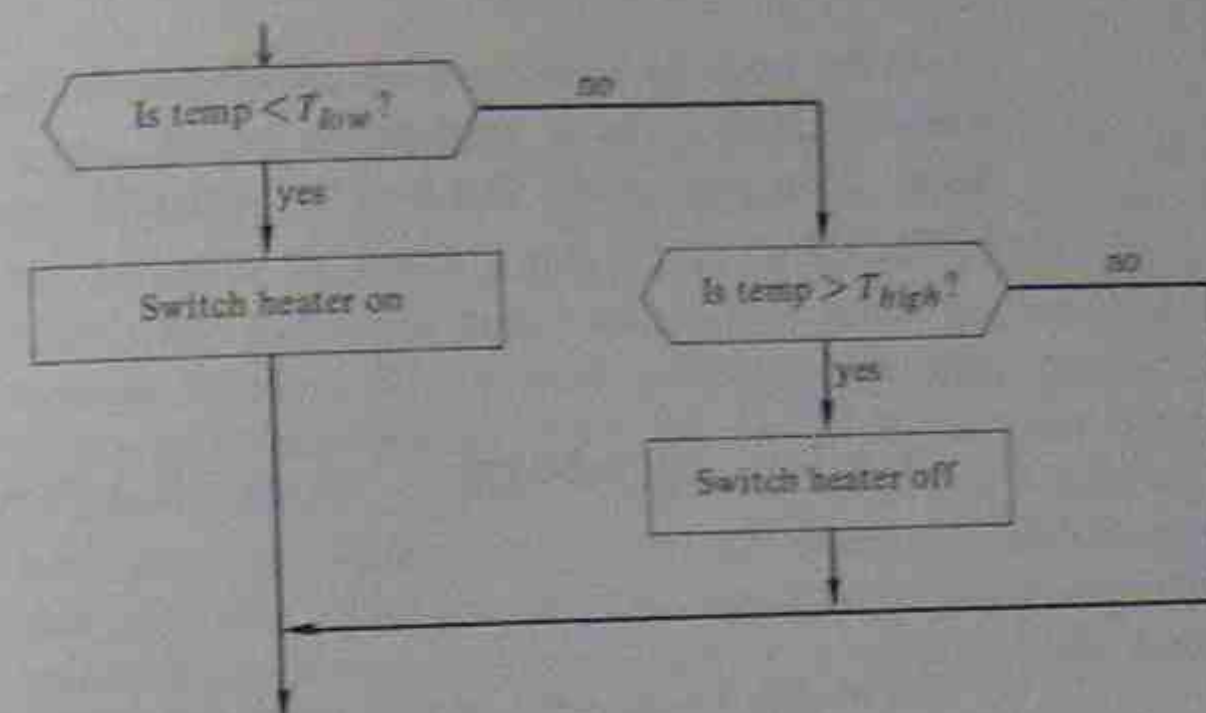 Is temp < T_low?
no
yes
Switch heater on
Is temp > T_high?
no
yes
Switch heater off